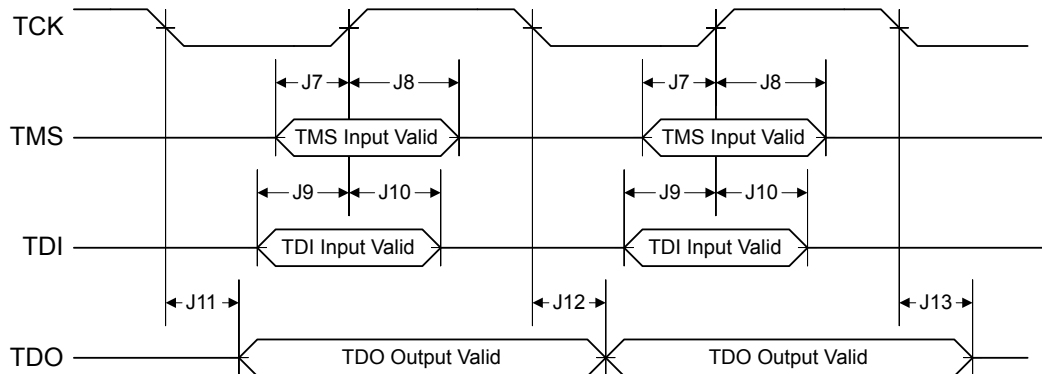 TCK
J7 J8 J7 J8
TMS TMS Input Valid TMS Input Valid
J9 J10 J9 J10
TDI TDI Input Valid TDI Input Valid
J11 J12 J13
TDO TDO Output Valid TDO Output Valid